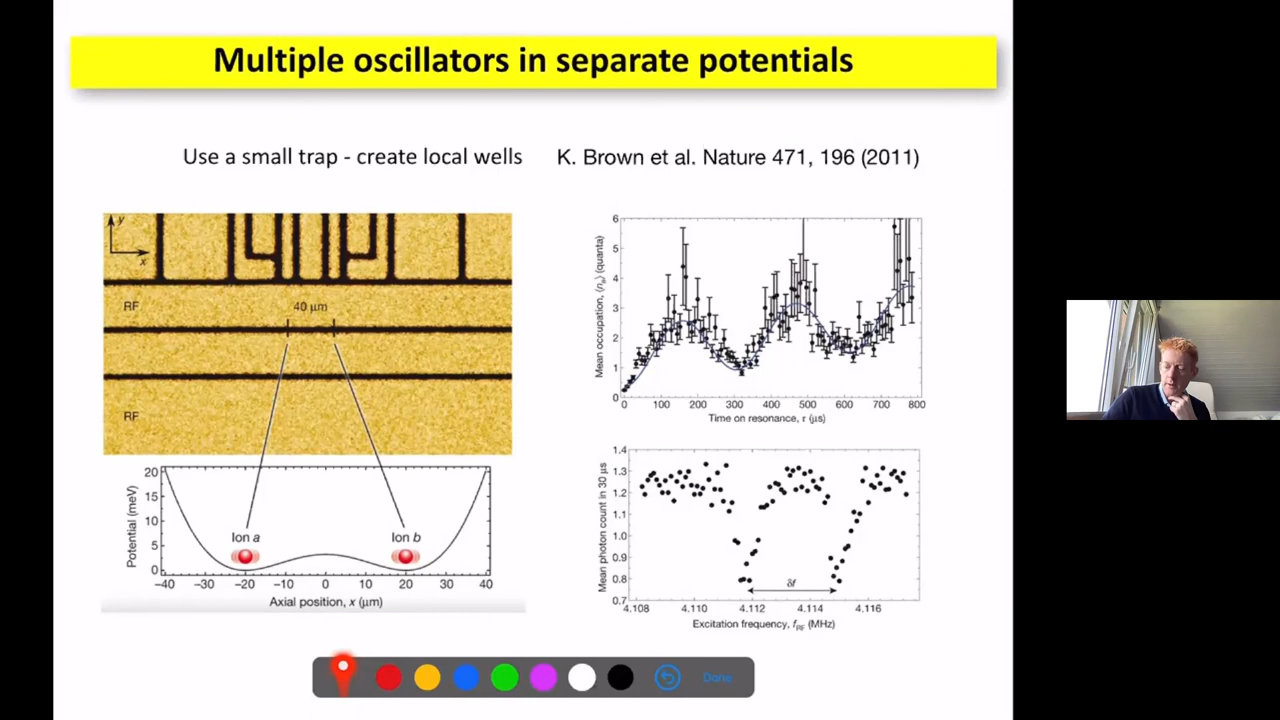 Multiple oscillators in separate potentials
Use a small trap - create local wells
K. Brown et al. Nature 471, 196 (2011)
y
x
RF
40 μm
RF
20
15
10
5
0
Potential (meV)
Ion a
Ion b
−40 −30 −20 −10 0 10 20 30 40
Axial position, x (μm)
6
5
4
3
2
1
0
Mean occupation, ⟨nₐ⟩ (quanta)
0 100 200 300 400 500 600 700 800
Time on resonance, τ (μs)
1.4
1.3
1.2
1.1
1.0
0.9
0.8
0.7
Mean photon count in 30 μs
δf
4.108 4.110 4.112 4.114 4.116
Excitation frequency, f_RF (MHz)
Done